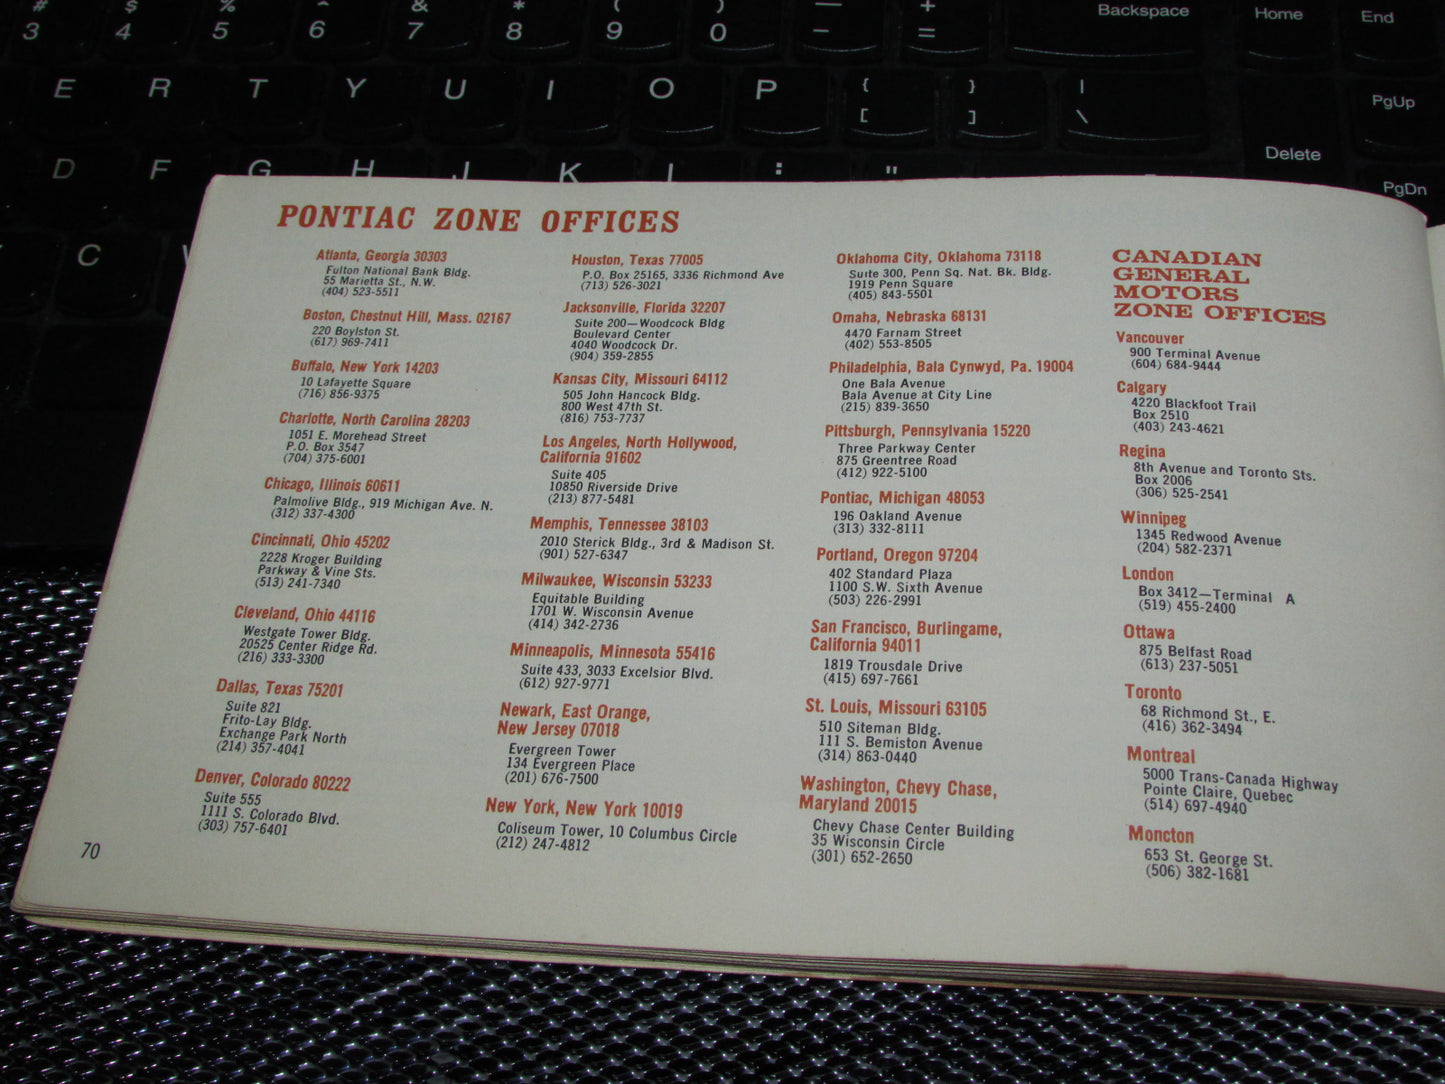 # $ % ^ & * ( ) — +
3 4 5 6 7 8 9 0 – = Backspace Home End
E R T Y U I O P { [ } ] | \ Delete PgUp
D F G H J K L : " PgDn
C
PONTIAC ZONE OFFICES
Atlanta, Georgia 30303
Fulton National Bank Bldg.
55 Marietta St., N.W.
(404) 523-5511
Boston, Chestnut Hill, Mass. 02167
220 Boylston St.
(617) 969-7411
Buffalo, New York 14203
10 Lafayette Square
(716) 856-9375
Charlotte, North Carolina 28203
1051 E. Morehead Street
P.O. Box 3547
(704) 375-6001
Chicago, Illinois 60611
Palmolive Bldg., 919 Michigan Ave. N.
(312) 337-4300
Cincinnati, Ohio 45202
2228 Kroger Building
Parkway & Vine Sts.
(513) 241-7340
Cleveland, Ohio 44116
Westgate Tower Bldg.
20525 Center Ridge Rd.
(216) 333-3300
Dallas, Texas 75201
Suite 821
Frito-Lay Bldg.
Exchange Park North
(214) 357-4041
Denver, Colorado 80222
Suite 555
1111 S. Colorado Blvd.
(303) 757-6401
Houston, Texas 77005
P.O. Box 25165, 3336 Richmond Ave
(713) 526-3021
Jacksonville, Florida 32207
Suite 200—Woodcock Bldg
Boulevard Center
4040 Woodcock Dr.
(904) 359-2855
Kansas City, Missouri 64112
505 John Hancock Bldg.
800 West 47th St.
(816) 753-7737
Los Angeles, North Hollywood,
California 91602
Suite 405
10850 Riverside Drive
(213) 877-5481
Memphis, Tennessee 38103
2010 Sterick Bldg., 3rd & Madison St.
(901) 527-6347
Milwaukee, Wisconsin 53233
Equitable Building
1701 W. Wisconsin Avenue
(414) 342-2736
Minneapolis, Minnesota 55416
Suite 433, 3033 Excelsior Blvd.
(612) 927-9771
Newark, East Orange,
New Jersey 07018
Evergreen Tower
134 Evergreen Place
(201) 676-7500
New York, New York 10019
Coliseum Tower, 10 Columbus Circle
(212) 247-4812
Oklahoma City, Oklahoma 73118
Suite 300, Penn Sq. Nat. Bk. Bldg.
1919 Penn Square
(405) 843-5501
Omaha, Nebraska 68131
4470 Farnam Street
(402) 553-8505
Philadelphia, Bala Cynwyd, Pa. 19004
One Bala Avenue
Bala Avenue at City Line
(215) 839-3650
Pittsburgh, Pennsylvania 15220
Three Parkway Center
875 Greentree Road
(412) 922-5100
Pontiac, Michigan 48053
196 Oakland Avenue
(313) 332-8111
Portland, Oregon 97204
402 Standard Plaza
1100 S.W. Sixth Avenue
(503) 226-2991
San Francisco, Burlingame,
California 94011
1819 Trousdale Drive
(415) 697-7661
St. Louis, Missouri 63105
510 Siteman Bldg.
111 S. Bemiston Avenue
(314) 863-0440
Washington, Chevy Chase,
Maryland 20015
Chevy Chase Center Building
35 Wisconsin Circle
(301) 652-2650
CANADIAN
GENERAL
MOTORS
ZONE OFFICES
Vancouver
900 Terminal Avenue
(604) 684-9444
Calgary
4220 Blackfoot Trail
Box 2510
(403) 243-4621
Regina
8th Avenue and Toronto Sts.
Box 2006
(306) 525-2541
Winnipeg
1345 Redwood Avenue
(204) 582-2371
London
Box 3412—Terminal A
(519) 455-2400
Ottawa
875 Belfast Road
(613) 237-5051
Toronto
68 Richmond St., E.
(416) 362-3494
Montreal
5000 Trans-Canada Highway
Pointe Claire, Quebec
(514) 697-4940
Moncton
653 St. George St.
(506) 382-1681
70